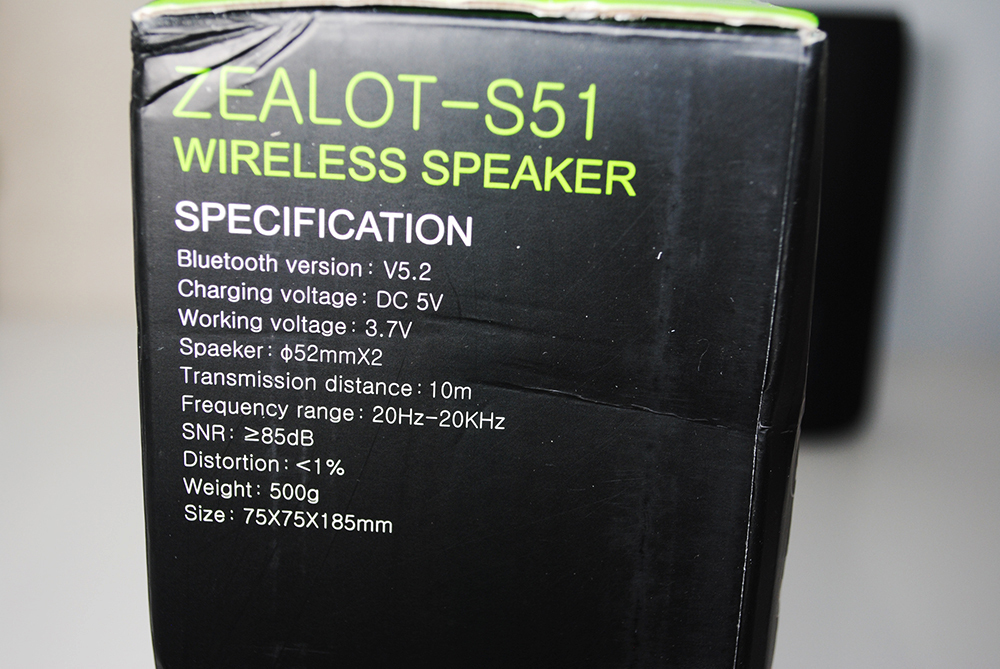 ZEALOT-S51
WIRELESS SPEAKER
SPECIFICATION
Bluetooth version: V5.2
Charging voltage: DC 5V
Working voltage: 3.7V
Spaeker: ф52mmX2
Transmission distance: 10m
Frequency range: 20Hz-20KHz
SNR: ≥85dB
Distortion: <1%
Weight: 500g
Size: 75X75X185mm